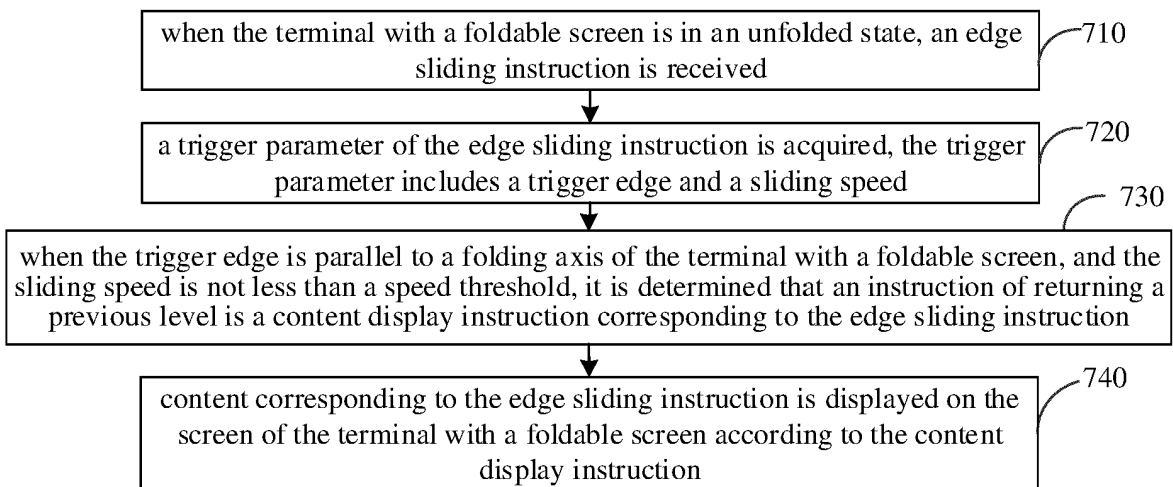 when the terminal with a foldable screen is in an unfolded state, an edge
sliding instruction is received
710
a trigger parameter of the edge sliding instruction is acquired, the trigger
parameter includes a trigger edge and a sliding speed
720
730
when the trigger edge is parallel to a folding axis of the terminal with a foldable screen, and the
sliding speed is not less than a speed threshold, it is determined that an instruction of returning a
previous level is a content display instruction corresponding to the edge sliding instruction
740
content corresponding to the edge sliding instruction is displayed on the
screen of the terminal with a foldable screen according to the content
display instruction